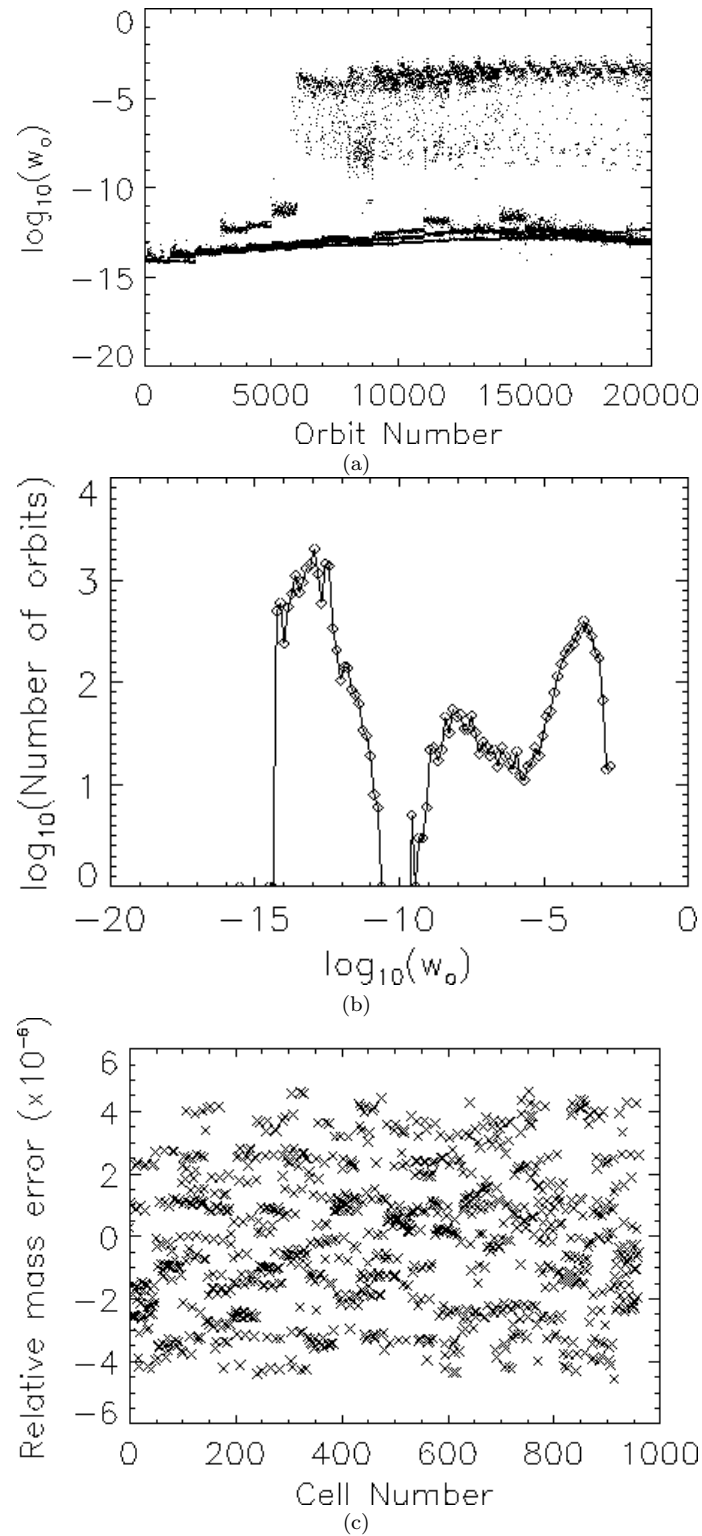 0
−5
−10
−15
−20
log₁₀(wₒ)
0 5000 10000 15000 20000
Orbit Number
(a)
4
3
2
1
0
log₁₀(Number of orbits)
−20 −15 −10 −5 0
log₁₀(wₒ)
(b)
6
4
2
0
−2
−4
−6
Relative mass error (x10⁻⁶)
0 200 400 600 800 1000
Cell Number
(c)